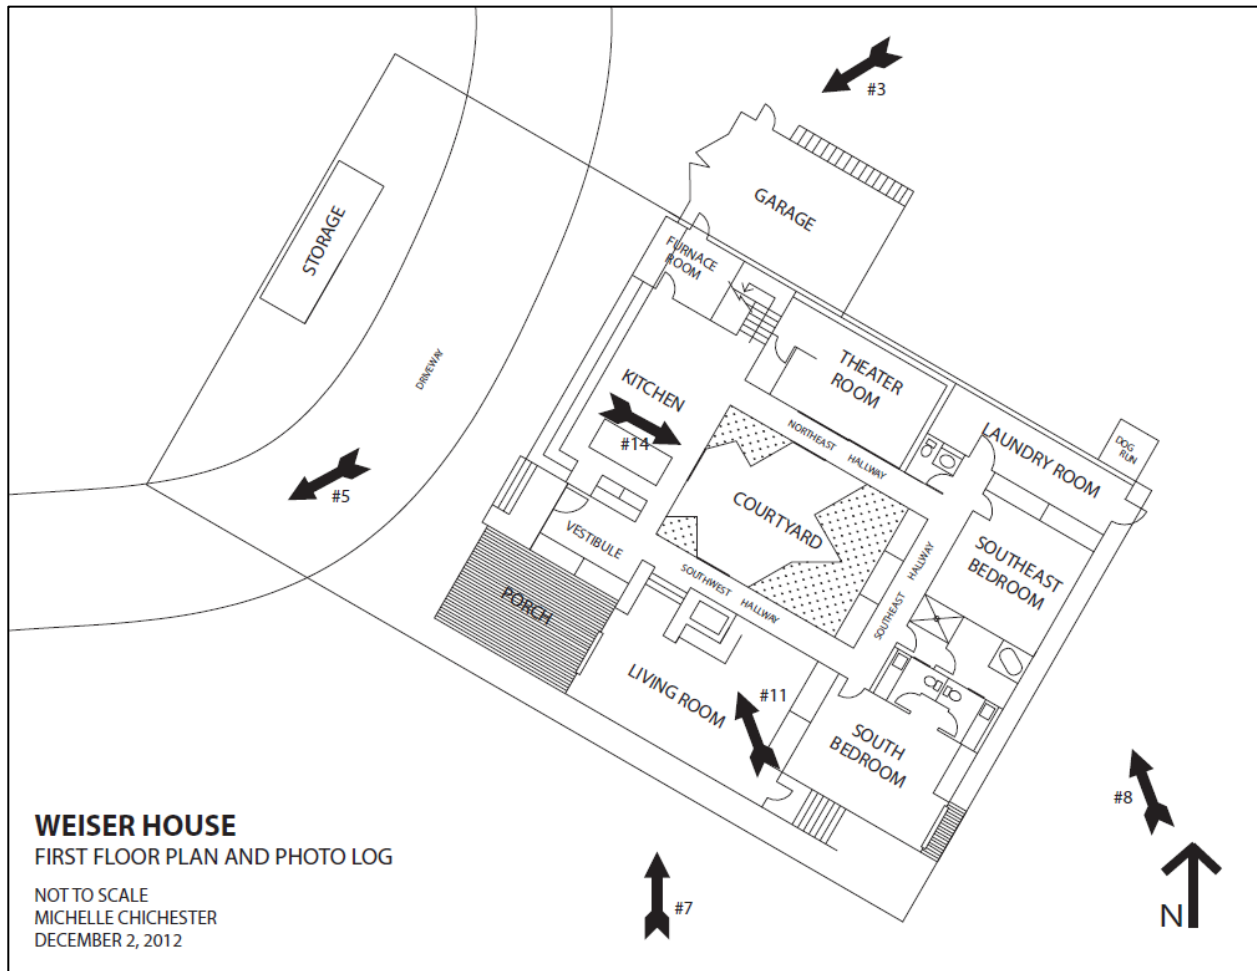 #3
GARAGE
STORAGE
FURNACE
ROOM
DRIVEWAY
THEATER
ROOM
KITCHEN
#14
NORTHEAST HALLWAY
LAUNDRY ROOM
DOG
RUN
#5
COURTYARD
VESTIBULE
SOUTHEAST
BEDROOM
SOUTHEAST HALLWAY
SOUTHWEST HALLWAY
PORCH
LIVING ROOM
#11
SOUTH
BEDROOM
#8
WEISER HOUSE
FIRST FLOOR PLAN AND PHOTO LOG
NOT TO SCALE
MICHELLE CHICHESTER
DECEMBER 2, 2012
#7
N